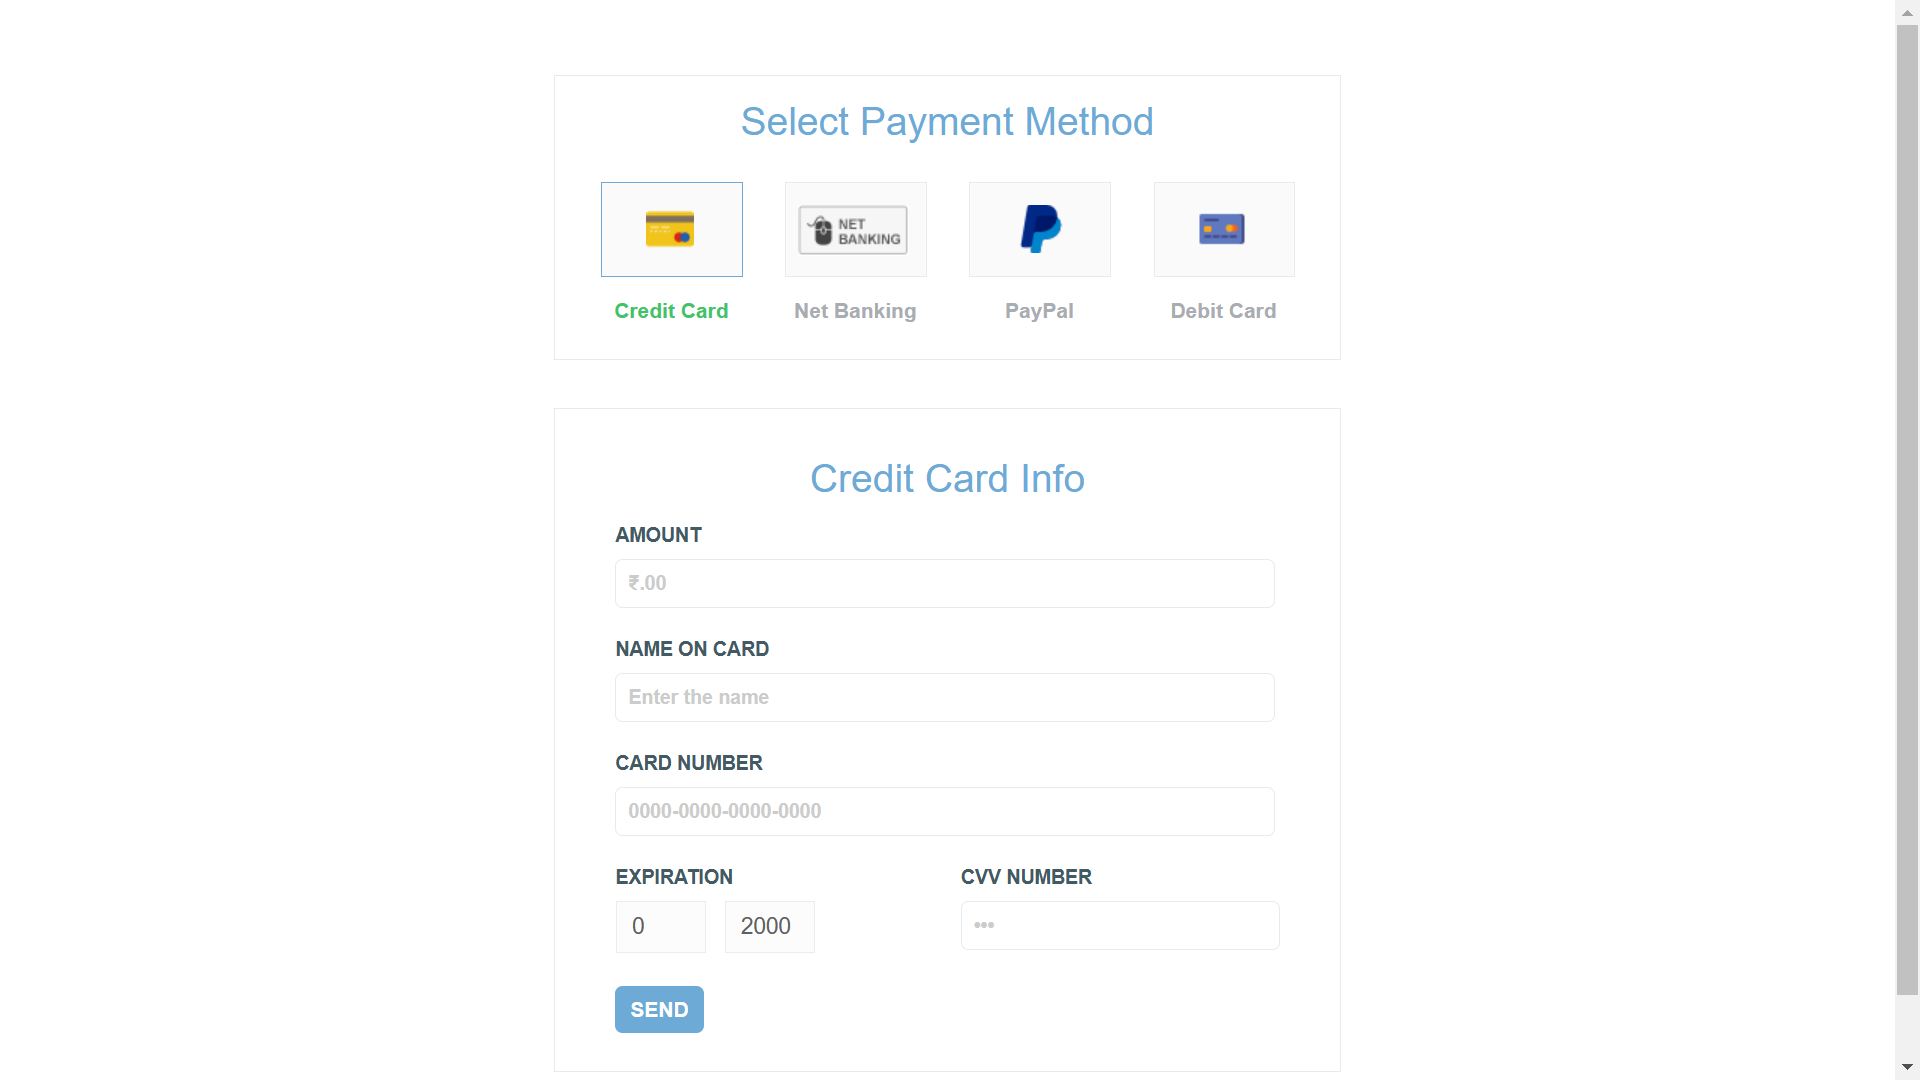 Select Payment Method
NET
BANKING
Credit Card
Net Banking
PayPal
Debit Card
Credit Card Info
AMOUNT
₹.00
NAME ON CARD
Enter the name
CARD NUMBER
0000-0000-0000-0000
EXPIRATION
CVV NUMBER
0
2000
•••
SEND